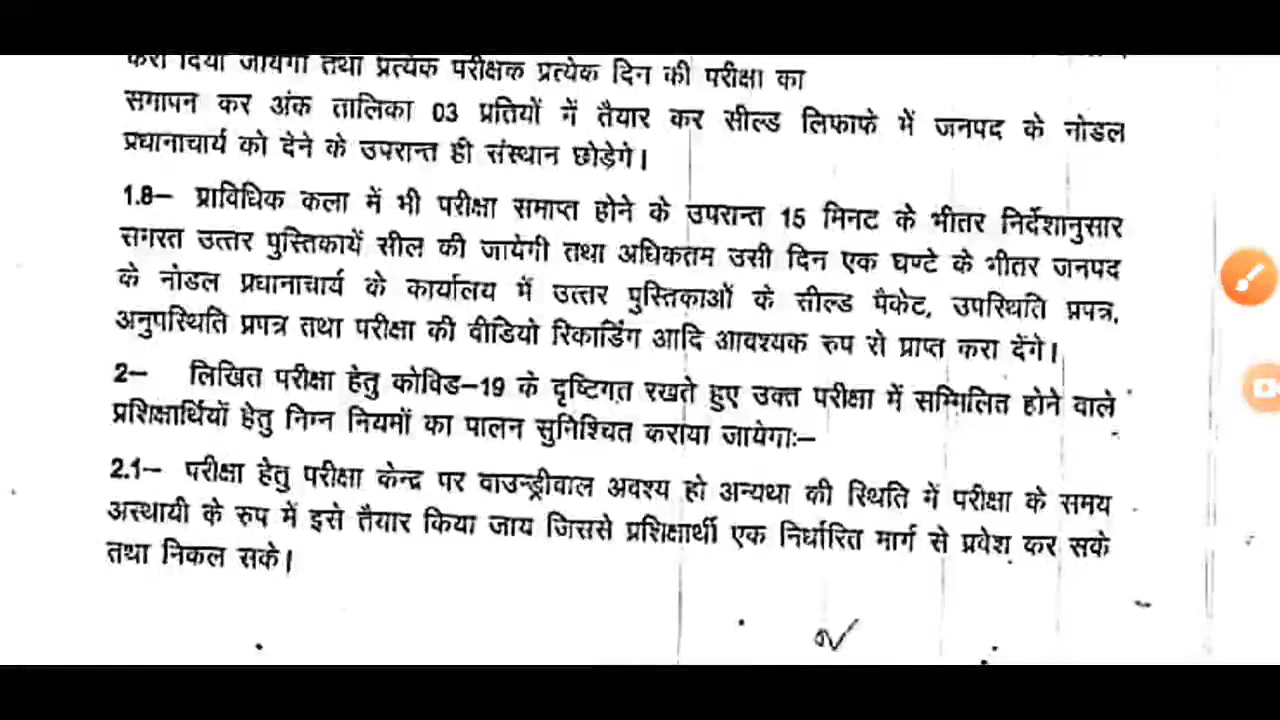 करा दिया जायेगा तथा प्रत्येक परीक्षक प्रत्येक दिन की परीक्षा का
समापन कर अंक तालिका 03 प्रतियों में तैयार कर सील्ड लिफाफे में जनपद के नोडल
प्रधानाचार्य को देने के उपरान्त ही संस्थान छोड़ेगे।
1.8– प्राविधिक कला में भी परीक्षा समाप्त होने के उपरान्त 15 मिनट के भीतर निर्देशानुसार
समस्त उत्तर पुस्तिकायें सील की जायेगी तथा अधिकतम उसी दिन एक घण्टे के भीतर जनपद
के नोडल प्रधानाचार्य के कार्यालय में उत्तर पुस्तिकाओं के सील्ड पैकेट, उपस्थिति प्रपत्र,
अनुपस्थिति प्रपत्र तथा परीक्षा की वीडियो रिकार्डिंग आदि आवश्यक रुप से प्राप्त करा देंगे।
2– लिखित परीक्षा हेतु कोविड–19 के दृष्टिगत रखते हुए उक्त परीक्षा में सम्मिलित होने वाले
प्रशिक्षार्थियों हेतु निम्न नियमों का पालन सुनिश्चित कराया जायेगाः–
2.1– परीक्षा हेतु परीक्षा केन्द्र पर वाउन्ड्रीवाल अवश्य हो अन्यथा की स्थिति में परीक्षा के समय
अस्थायी के रुप में इसे तैयार किया जाय जिससे प्रशिक्षार्थी एक निर्धारित मार्ग से प्रवेश कर सके
तथा निकल सके।